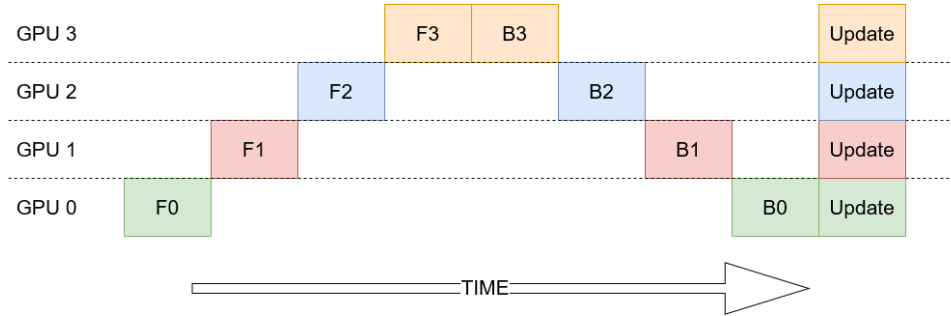 GPU 3 F3 B3 Update
GPU 2 F2 B2 Update
GPU 1 F1 B1 Update
GPU 0 F0 B0 Update
TIME